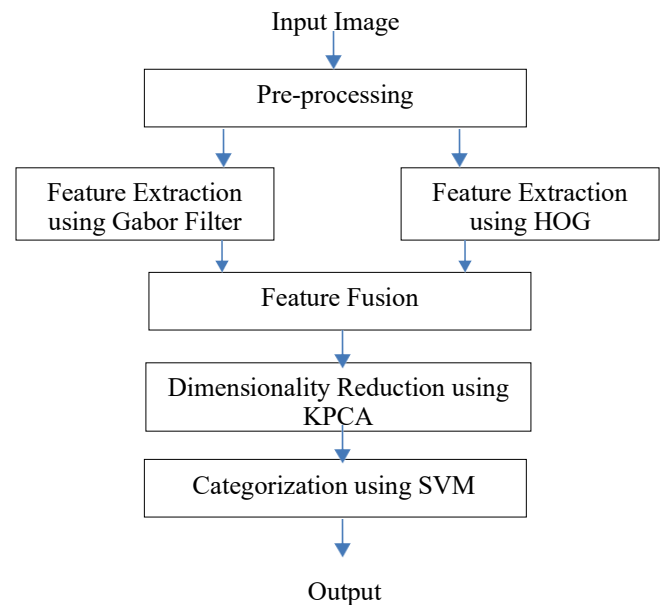 Input Image
Pre-processing
Feature Extraction
using Gabor Filter
Feature Extraction
using HOG
Feature Fusion
Dimensionality Reduction using
KPCA
Categorization using SVM
Output